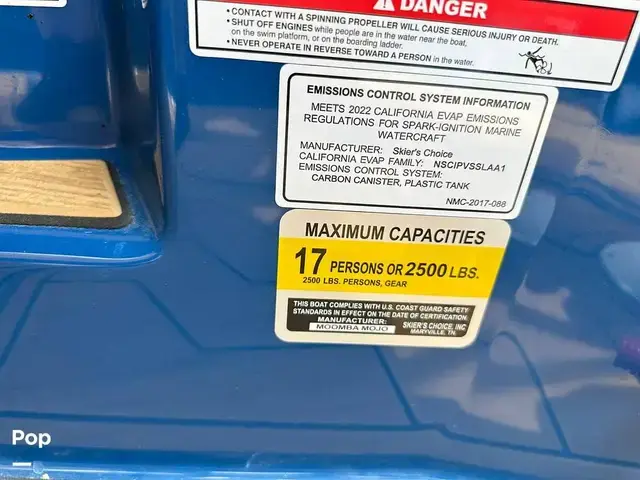 DANGER
• CONTACT WITH A SPINNING PROPELLER WILL CAUSE SERIOUS INJURY OR DEATH.
• SHUT OFF ENGINES while people are in the water near the boat,
on the swim platform, or on the boarding ladder.
• NEVER OPERATE IN REVERSE TOWARD A PERSON in the water.
EMISSIONS CONTROL SYSTEM INFORMATION
MEETS 2022 CALIFORNIA EVAP EMISSIONS
REGULATIONS FOR SPARK-IGNITION MARINE
WATERCRAFT
MANUFACTURER: Skier's Choice
CALIFORNIA EVAP FAMILY: NSCIPVSSLAA1
EMISSIONS CONTROL SYSTEM:
CARBON CANISTER, PLASTIC TANK
NMC-2017-088
MAXIMUM CAPACITIES
17 PERSONS OR 2500 LBS.
2500 LBS. PERSONS, GEAR
THIS BOAT COMPLIES WITH U.S. COAST GUARD SAFETY
STANDARDS IN EFFECT ON THE DATE OF CERTIFICATION.
MANUFACTURER: SKIER'S CHOICE, INC
MOOMBA MOJO MARYVILLE, TN.
Pop